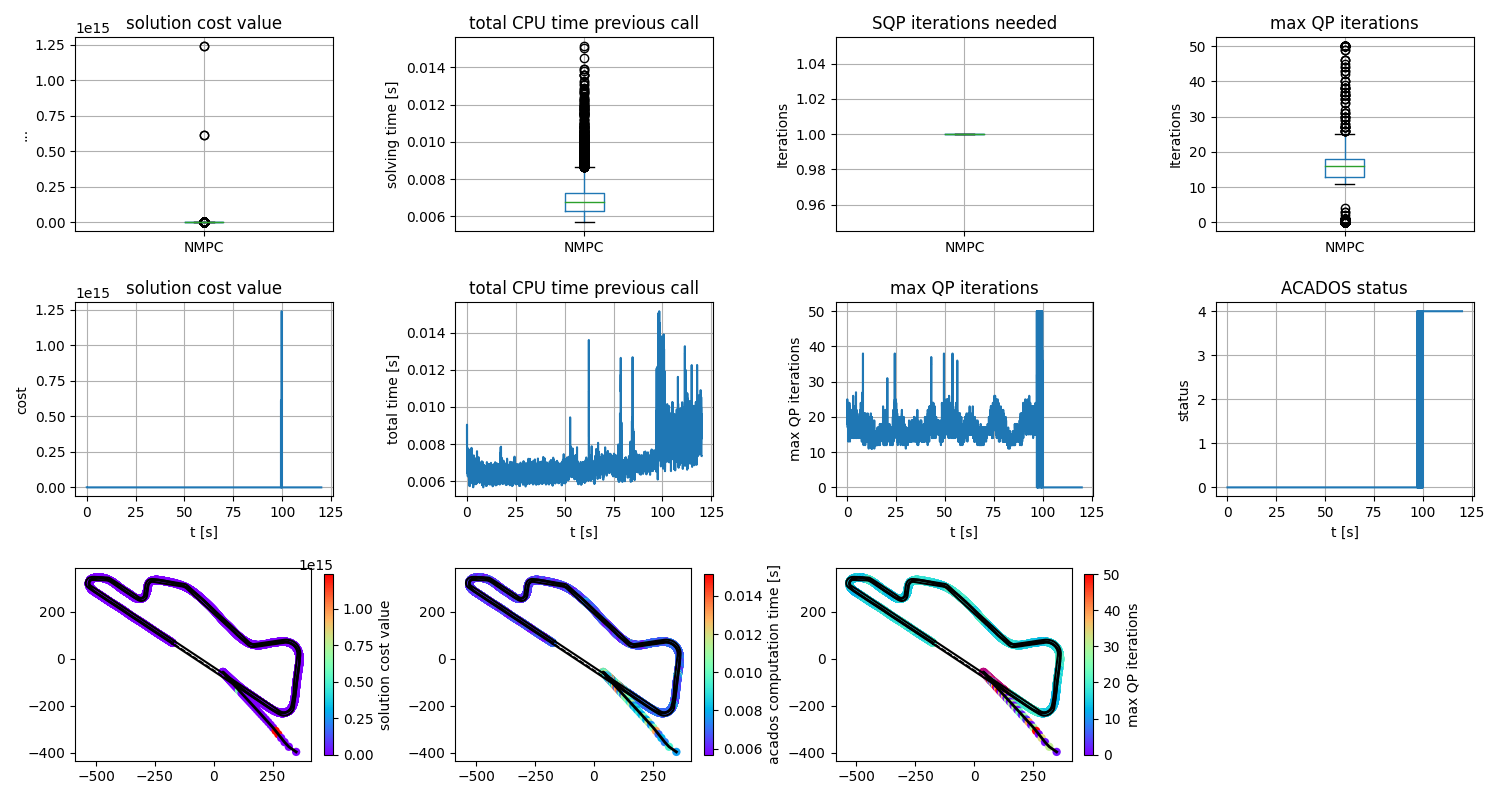 solution cost value
1e15
...
1.25
1.00
0.75
0.50
0.25
0.00
NMPC
total CPU time previous call
solving time [s]
0.014
0.012
0.010
0.008
0.006
NMPC
SQP iterations needed
Iterations
1.04
1.02
1.00
0.98
0.96
NMPC
max QP iterations
Iterations
50
40
30
20
10
0
NMPC
solution cost value
1e15
cost
1.25
1.00
0.75
0.50
0.25
0.00
0 25 50 75 100 125
t [s]
total CPU time previous call
total time [s]
0.014
0.012
0.010
0.008
0.006
0 25 50 75 100 125
t [s]
max QP iterations
max QP iterations
50
40
30
20
10
0
0 25 50 75 100 125
t [s]
ACADOS status
status
4
3
2
1
0
0 25 50 75 100 125
t [s]
200
0
−200
−400
−500 −250 0 250
1e15
1.00
0.75
0.50
0.25
0.00
solution cost value
200
0
−200
−400
−500 −250 0 250
0.014
0.012
0.010
0.008
0.006
acados computation time [s]
200
0
−200
−400
−500 −250 0 250
50
40
30
20
10
0
max QP iterations